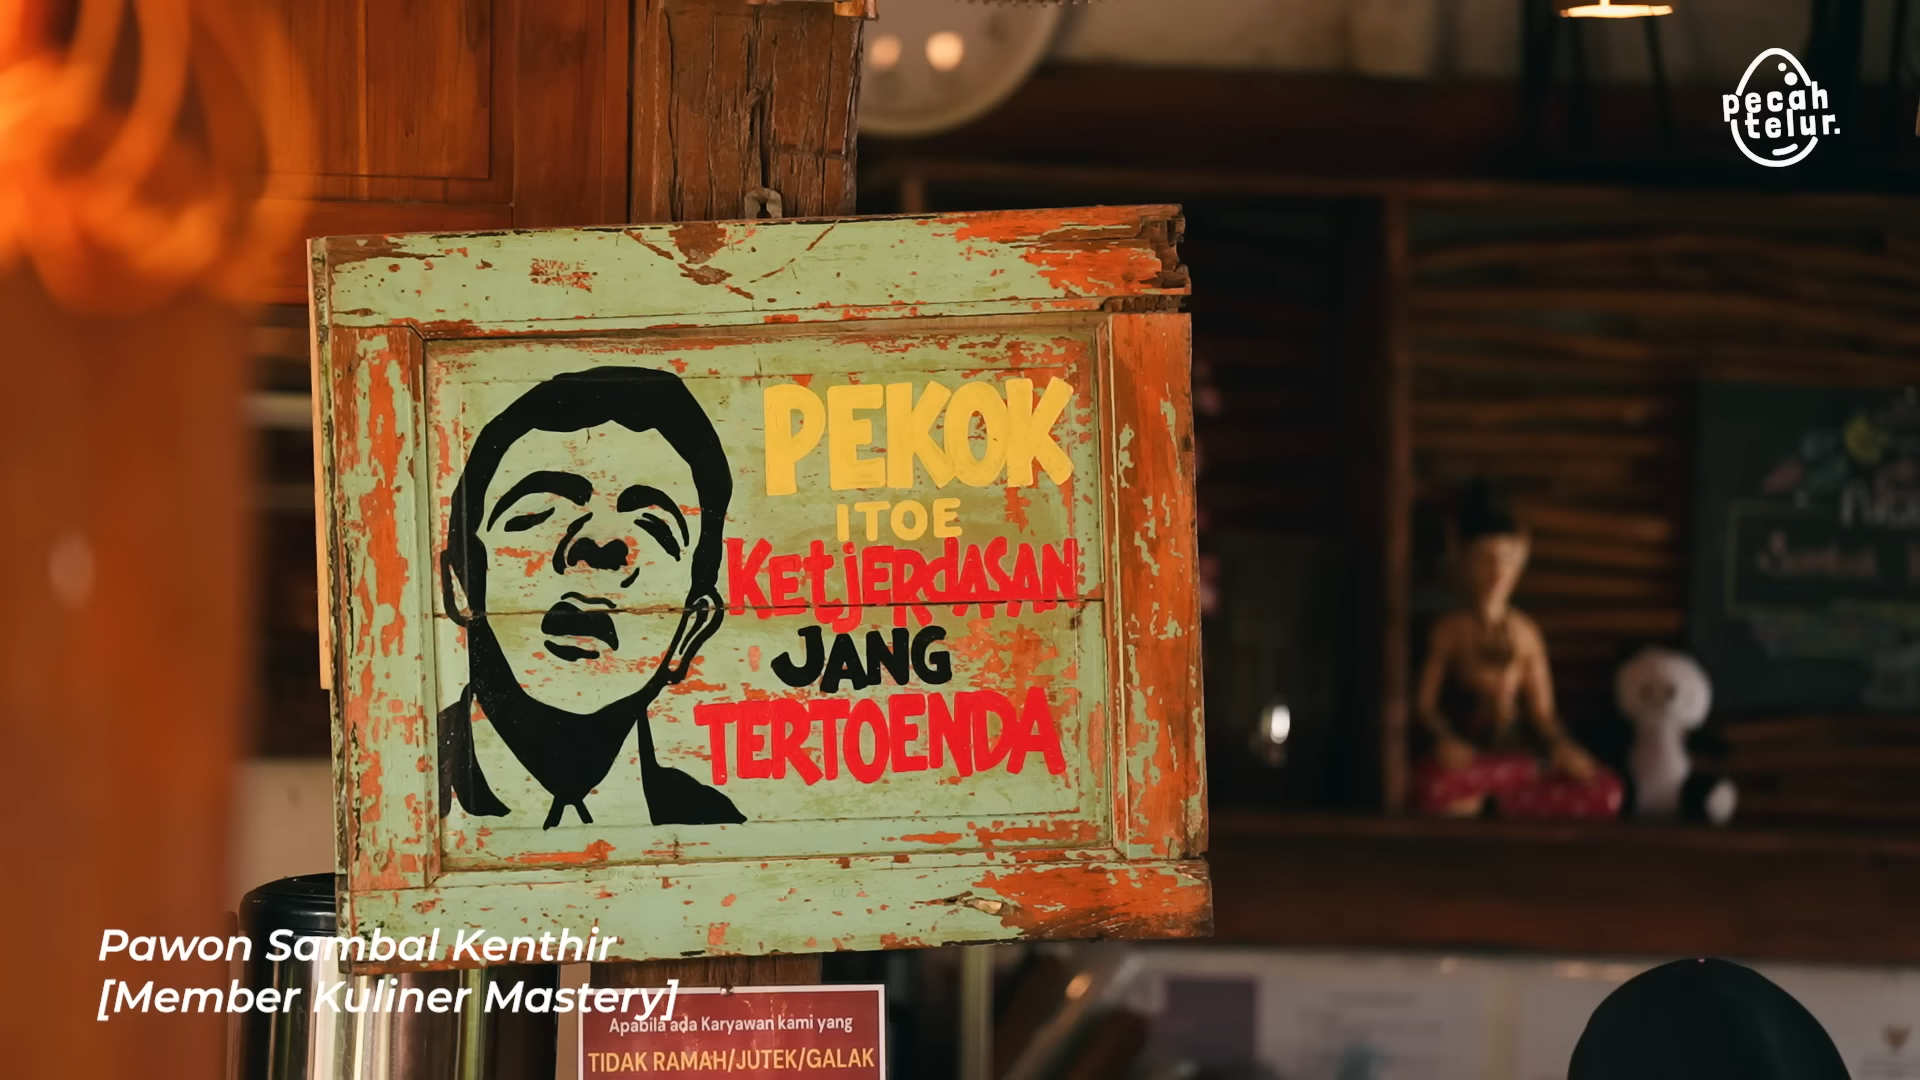 pecah
telur.
PEKOK
ITOE
KETJERDASAN
JANG
TERTOENDA
Pawon Sambal Kenthir
[Member Kuliner Mastery]
Apabila ada Karyawan kami yang
TIDAK RAMAH/JUTEK/GALAK